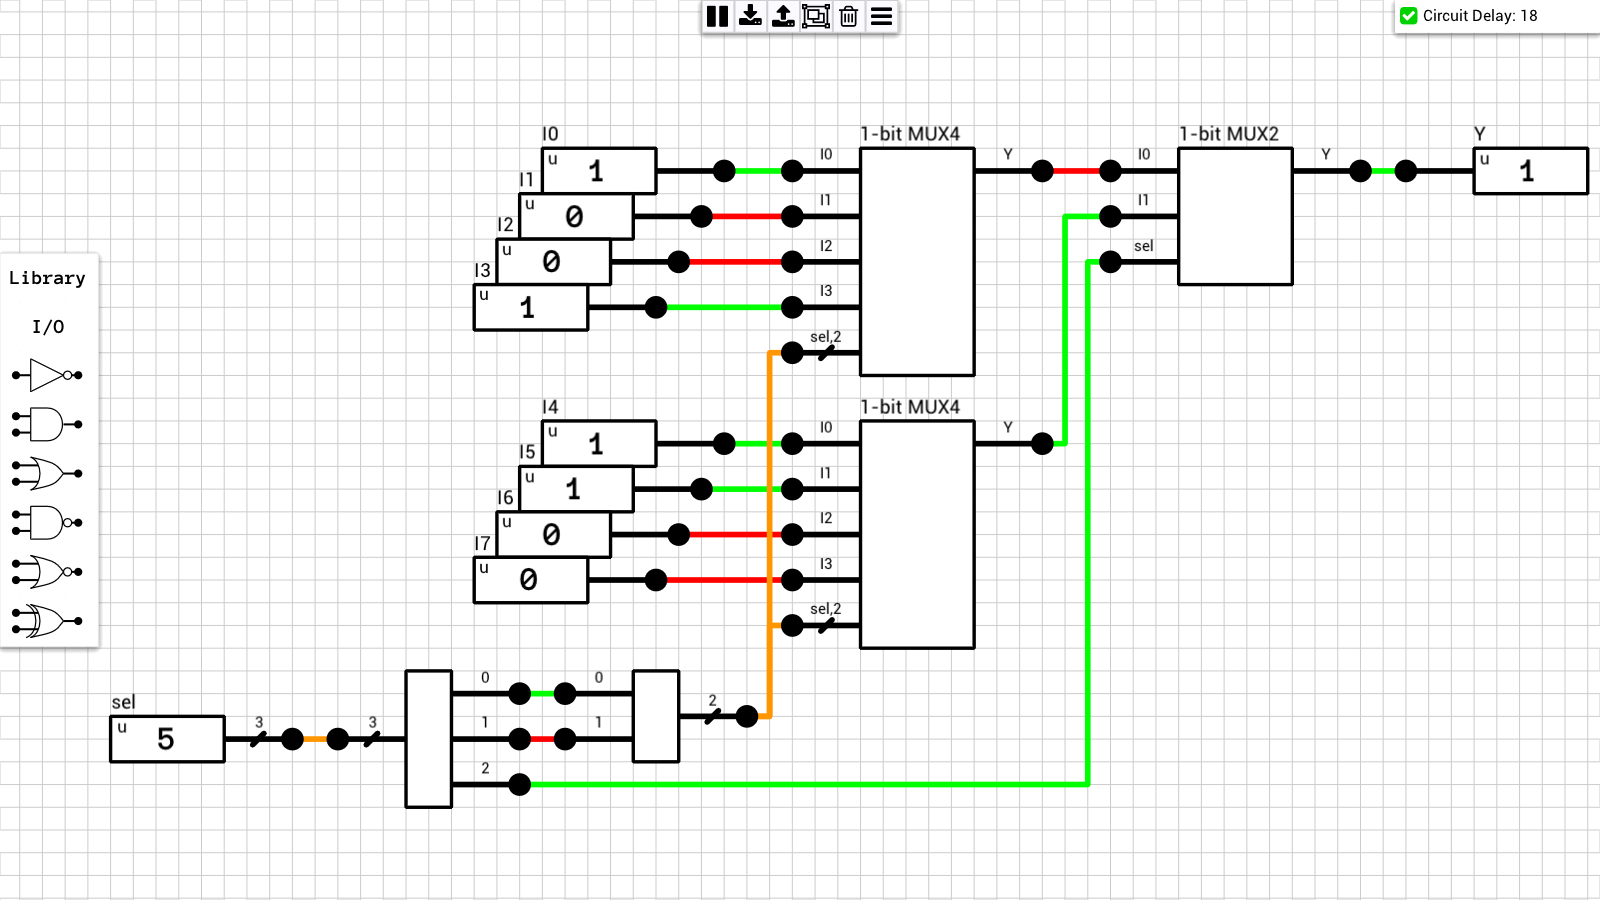 Circuit Delay: 18
I0
u 1
I1
u 0
I2
u 0
I3
u 1
1-bit MUX4
I0
I1
I2
I3
sel,2
Y
1-bit MUX2
I0
I1
sel
Y
Y
u 1
Library
I/O
I4
u 1
I5
u 1
I6
u 0
I7
u 0
1-bit MUX4
I0
I1
I2
I3
sel,2
Y
sel
u 5
3
3
0
1
2
0
1
2